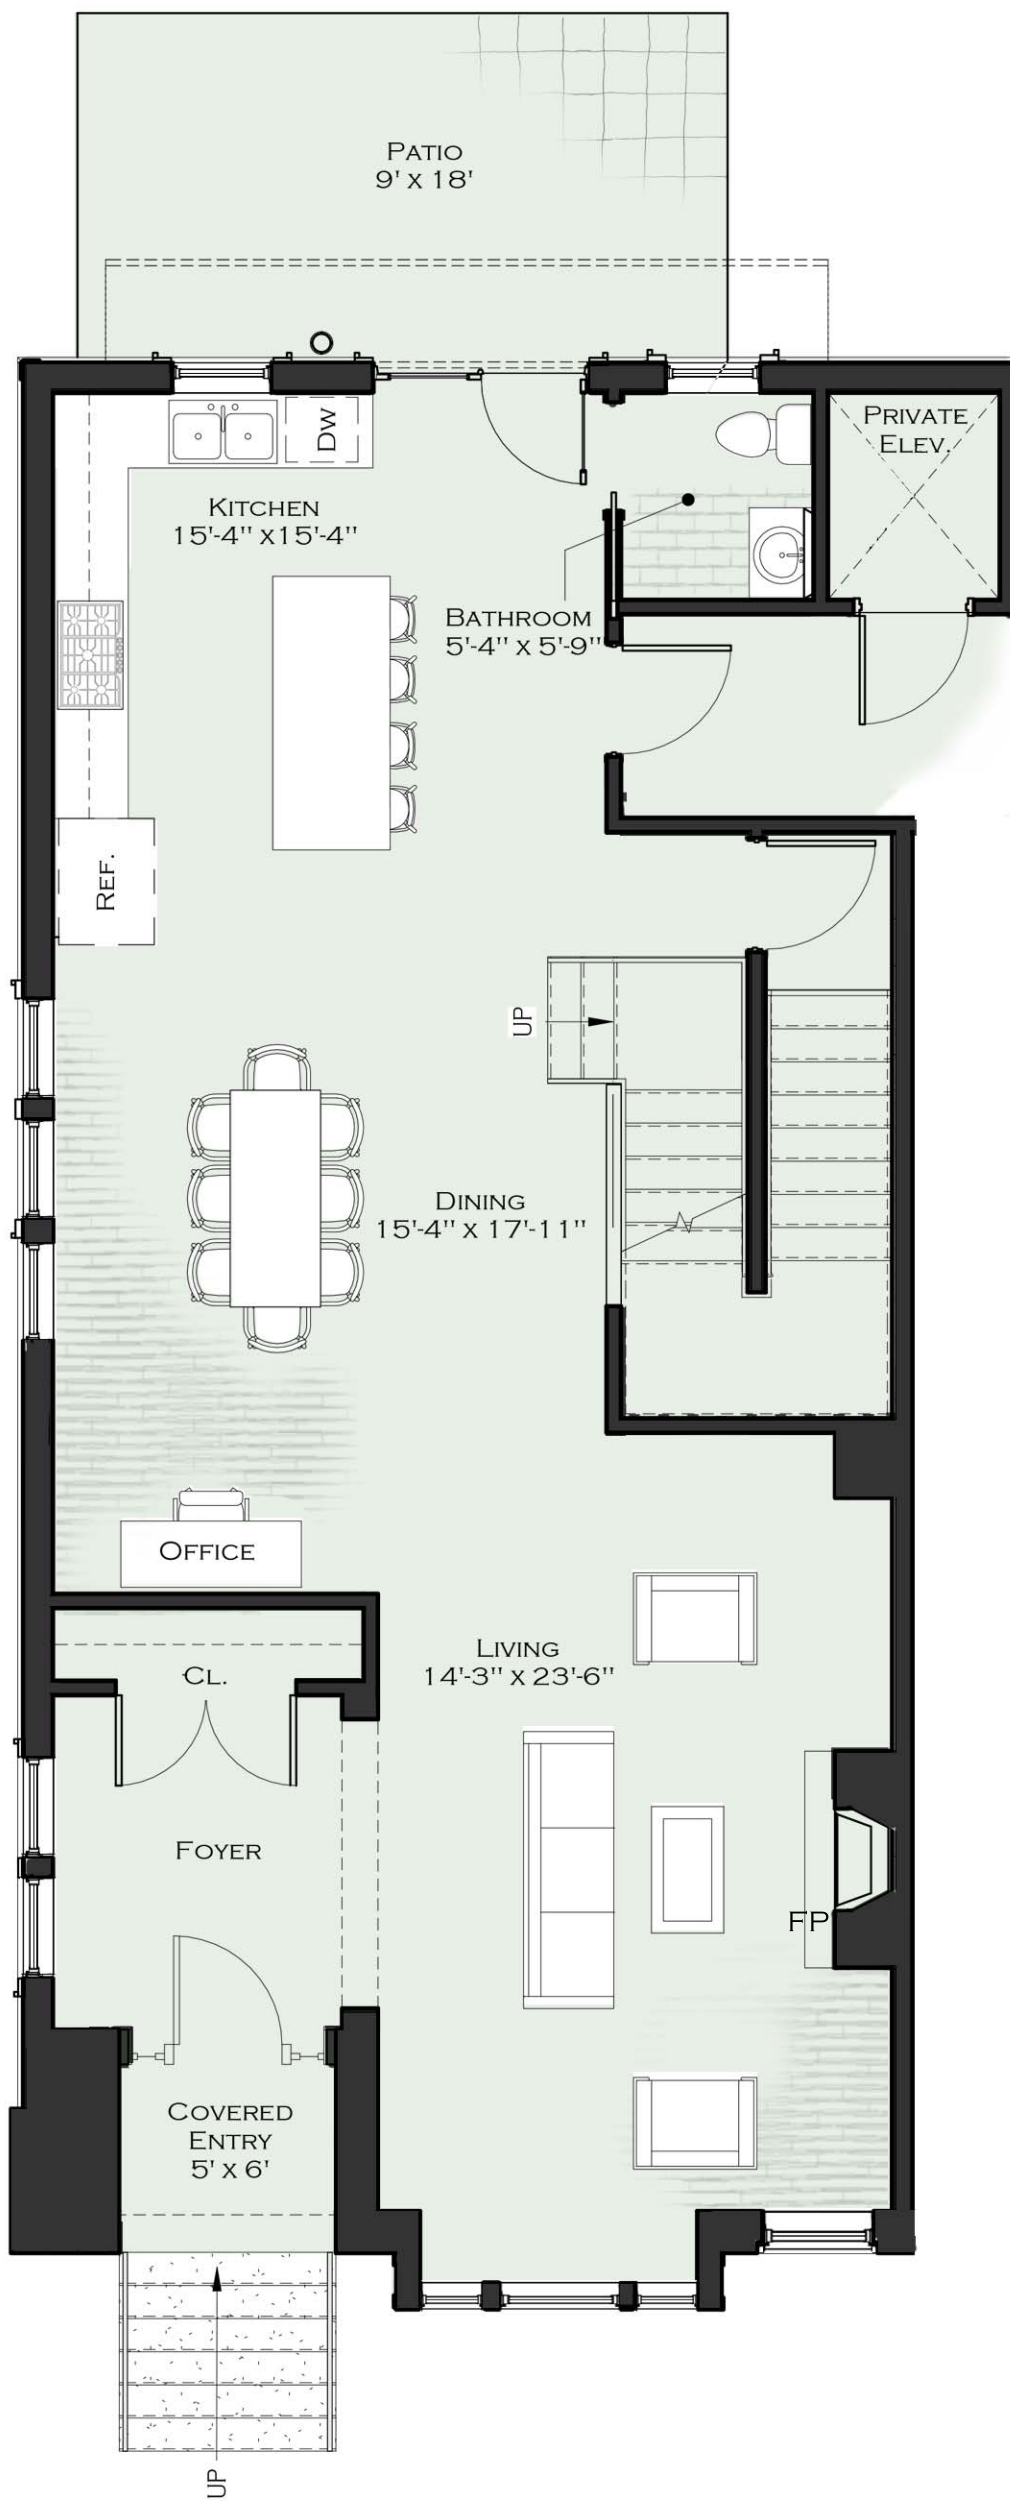 PATIO
9' X 18'
PRIVATE
ELEV.
DW
KITCHEN
15'-4" X15'-4"
BATHROOM
5'-4" X 5'-9"
REF.
UP
DINING
15'-4" X 17'-11"
OFFICE
LIVING
14'-3" X 23'-6"
CL.
FOYER
FP
COVERED
ENTRY
5' X 6'
UP